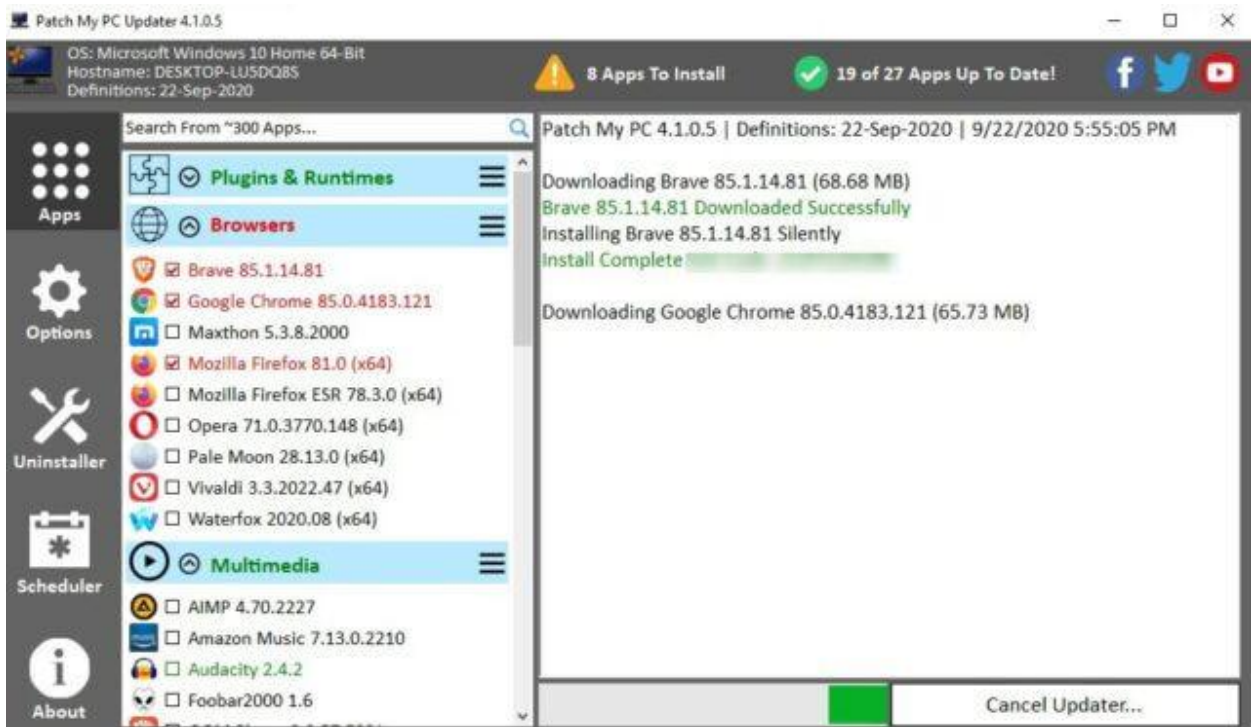 Patch My PC Updater 4.1.0.5
OS: Microsoft Windows 10 Home 64-Bit
Hostname: DESKTOP-LU5DQ8S
Definitions: 22-Sep-2020
8 Apps To Install
19 of 27 Apps Up To Date!
Apps
Options
Uninstaller
Scheduler
About
Search From ~300 Apps...
Plugins & Runtimes
Browsers
Brave 85.1.14.81
Google Chrome 85.0.4183.121
Maxthon 5.3.8.2000
Mozilla Firefox 81.0 (x64)
Mozilla Firefox ESR 78.3.0 (x64)
Opera 71.0.3770.148 (x64)
Pale Moon 28.13.0 (x64)
Vivaldi 3.3.2022.47 (x64)
Waterfox 2020.08 (x64)
Multimedia
AIMP 4.70.2227
Amazon Music 7.13.0.2210
Audacity 2.4.2
Foobar2000 1.6
Patch My PC 4.1.0.5 | Definitions: 22-Sep-2020 | 9/22/2020 5:55:05 PM
Downloading Brave 85.1.14.81 (68.68 MB)
Brave 85.1.14.81 Downloaded Successfully
Installing Brave 85.1.14.81 Silently
Install Complete
Downloading Google Chrome 85.0.4183.121 (65.73 MB)
Cancel Updater...